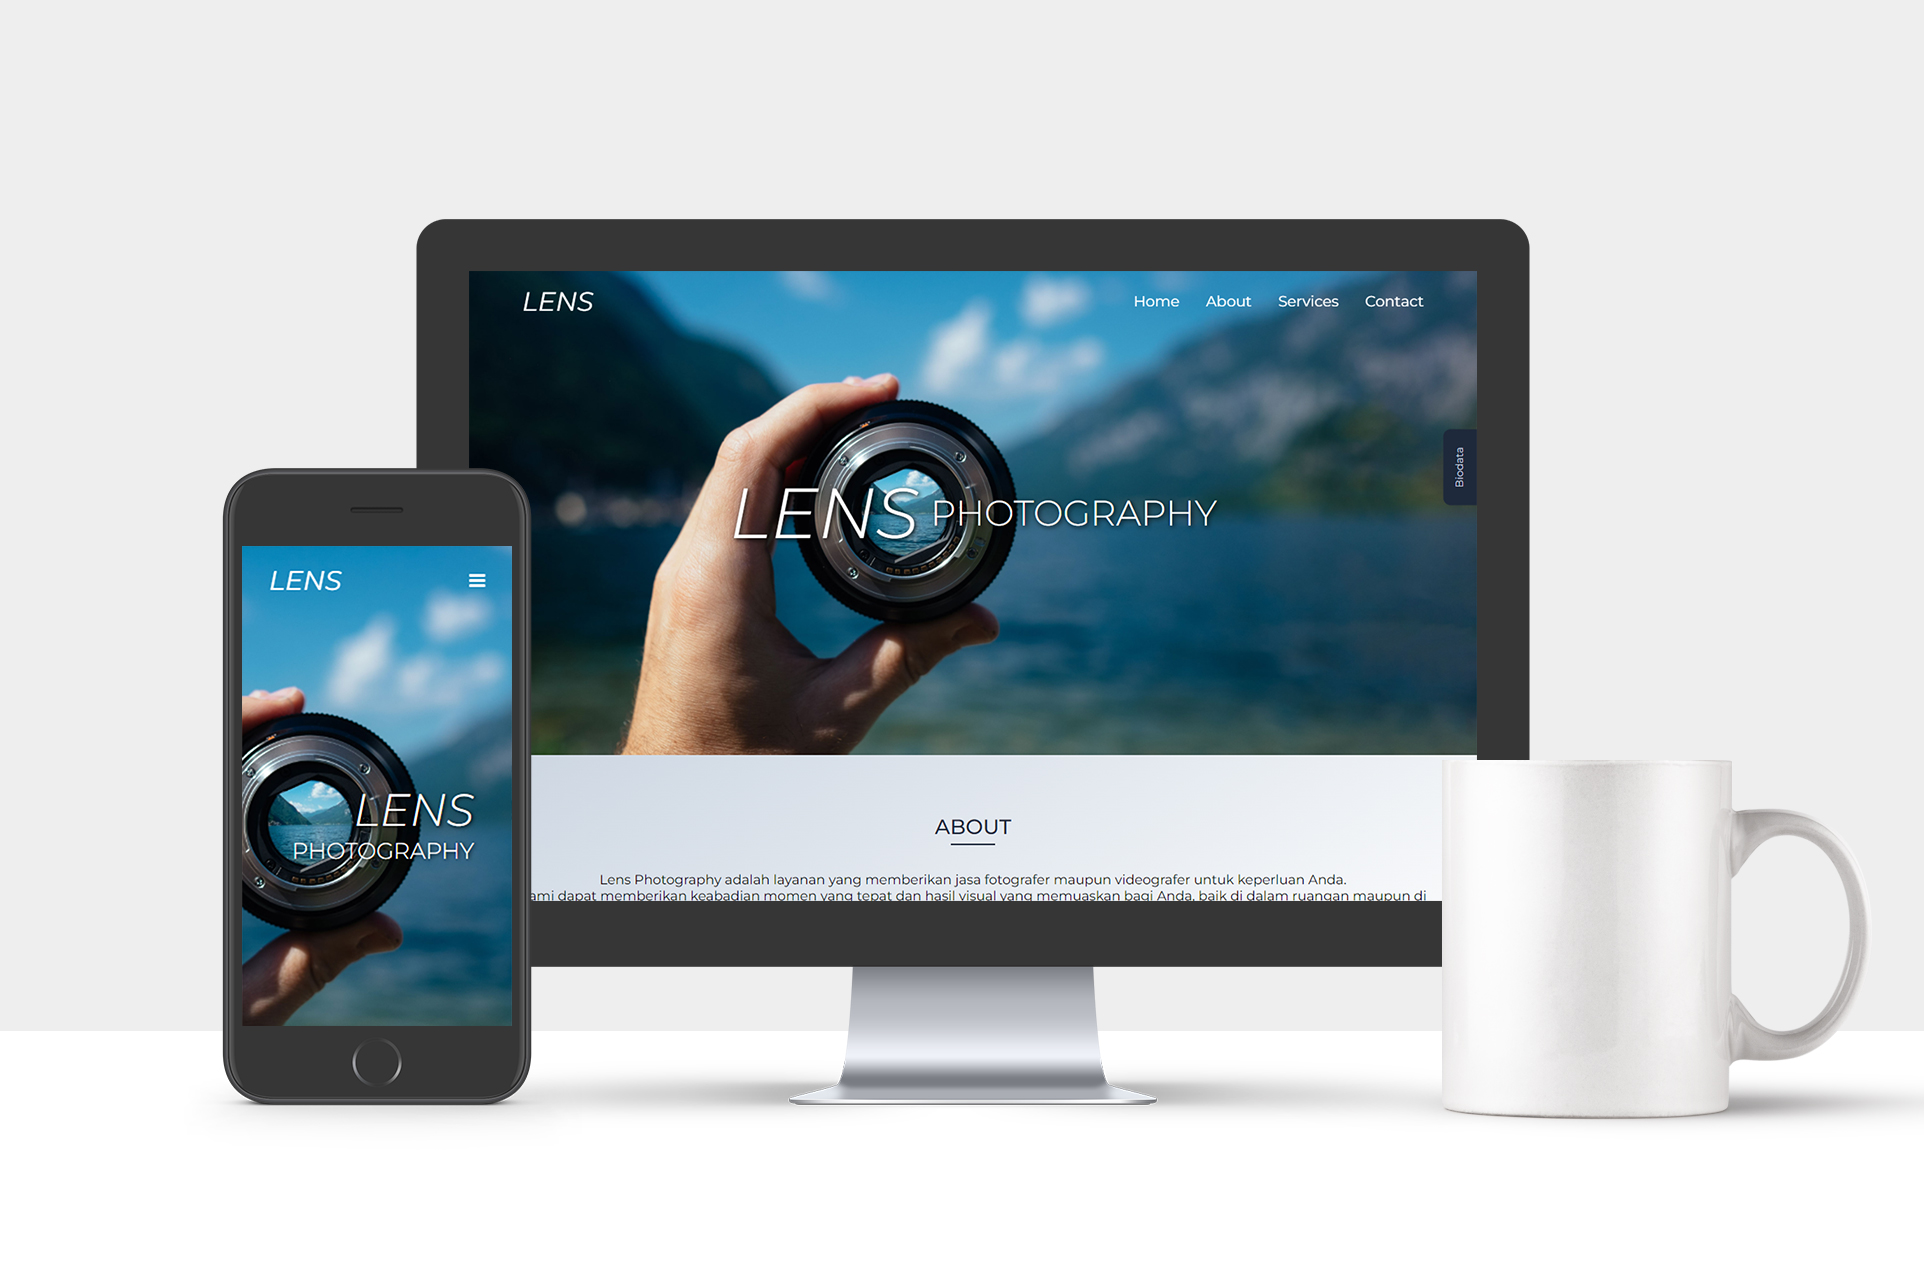 LENS
Home About Services Contact
Biodata
LENS PHOTOGRAPHY
ABOUT
Lens Photography adalah layanan yang memberikan jasa fotografer maupun videografer untuk keperluan Anda.
ami dapat memberikan keabadian momen yang tepat dan hasil visual yang memuaskan bagi Anda, baik di dalam ruangan maupun di
LENS
LENS
PHOTOGRAPHY